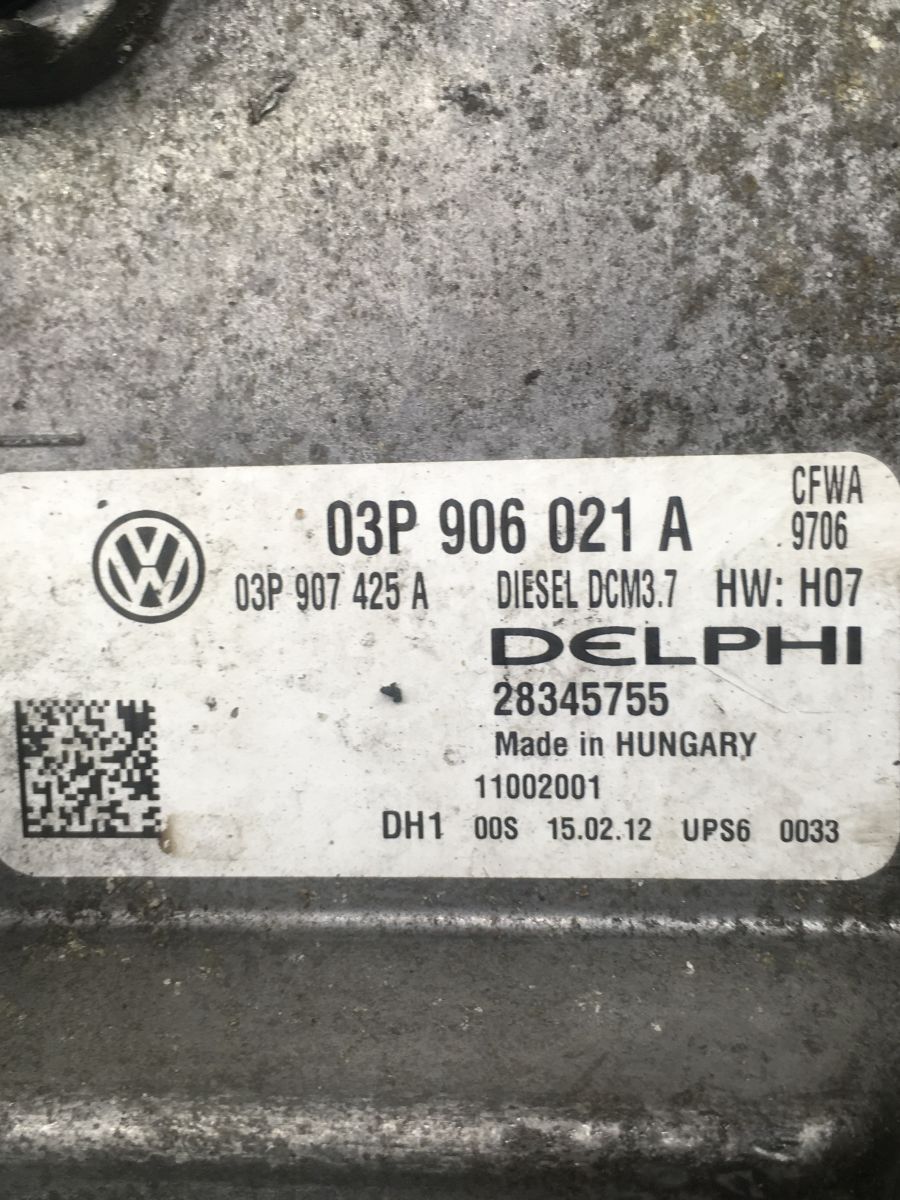 03P 906 021 A
CFWA
9706
03P 907 425 A DIESEL DCM3.7 HW: H07
DELPHI
28345755
Made in HUNGARY
11002001
DH1 00S 15.02.12 UPS6 0033